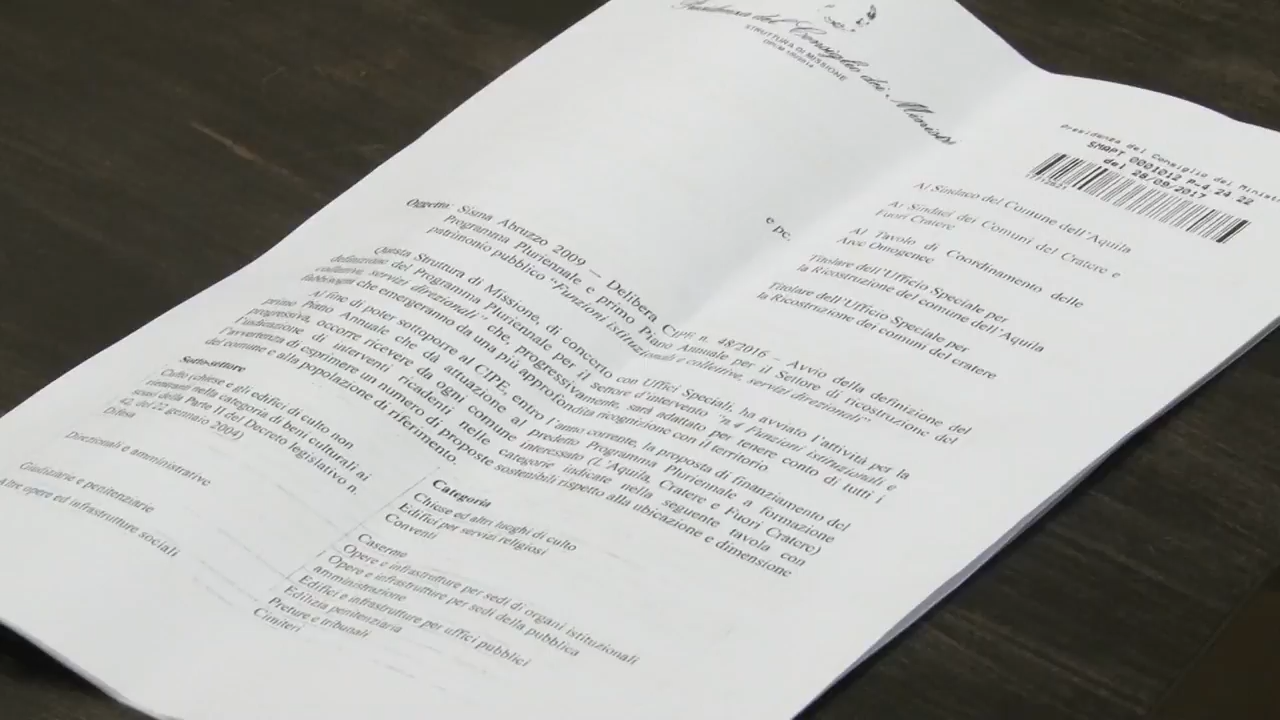 Presidenza del Consiglio dei Ministri
STRUTTURA DI MISSIONE
Presidenza del Consiglio dei Minist
SMAPT 0001012 P-4 24 22
del 28/09/2017
Al Sindaco del Comune dell'Aquila
Ai Sindaci dei Comuni del Cratere e
Fuori Cratere
Al Tavolo di Coordinamento delle
Aree Omogenee
e pc.
Titolare dell'Ufficio Speciale per
la Ricostruzione del comune dell'Aquila
Titolare dell'Ufficio Speciale per
la Ricostruzione dei comuni del cratere
Oggetto: Sisma Abruzzo 2009 – Delibera Cipe n. 48/2016 – Avvio della definizione del
Programma Pluriennale e primo Piano Annuale per il Settore di ricostruzione del
patrimonio pubblico "Funzioni istituzionali e collettive, servizi direzionali"
Questa Struttura di Missione, di concerto con Uffici Speciali, ha avviato l'attività per la
definizione del Programma Pluriennale per il settore d'intervento "n.4 Funzioni istituzionali e
collettive, servizi direzionali" che, progressivamente, sarà adattato per tenere conto di tutti i
fabbisogni che emergeranno da una più approfondita ricognizione con il territorio
Al fine di poter sottoporre al CIPE, entro l'anno corrente, la proposta di finanziamento del
primo Piano Annuale che dà attuazione al predetto Programma Pluriennale a formazione
progressiva, occorre ricevere da ogni comune interessato (L'Aquila, Cratere e Fuori Cratere)
l'indicazione di interventi ricadenti nelle categorie indicate nella seguente tavola con
l'avvertenza di esprimere un numero di proposte sostenibili rispetto alla ubicazione e dimensione
del comune e alla popolazione di riferimento.
Sotto-settore
Categoria
Culto (chiese e gli edifici di culto non
rientranti nella categoria di beni culturali ai
sensi della Parte II del Decreto legislativo n.
42 del 22 gennaio 2004)
Chiese ed altri luoghi di culto
Edifici per servizi religiosi
Conventi
Difesa
Caserme
Direzionali e amministrative
Opere e infrastrutture per sedi di organi istituzionali
Opere e infrastrutture per sedi della pubblica
amministrazione
Edifici e infrastrutture per uffici pubblici
Giudiziarie e penitenziarie
Edilizia penitenziaria
Preture e tribunali
Altre opere ed infrastrutture sociali
Cimiteri